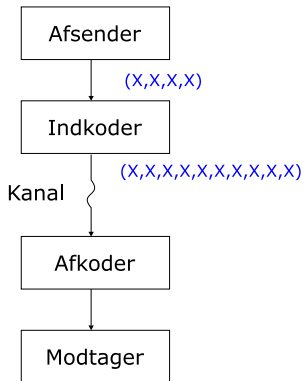 Afsender
(X,X,X,X)
Indkoder
(X,X,X,X,X,X,X,X,X,X)
Kanal
Afkoder
Modtager